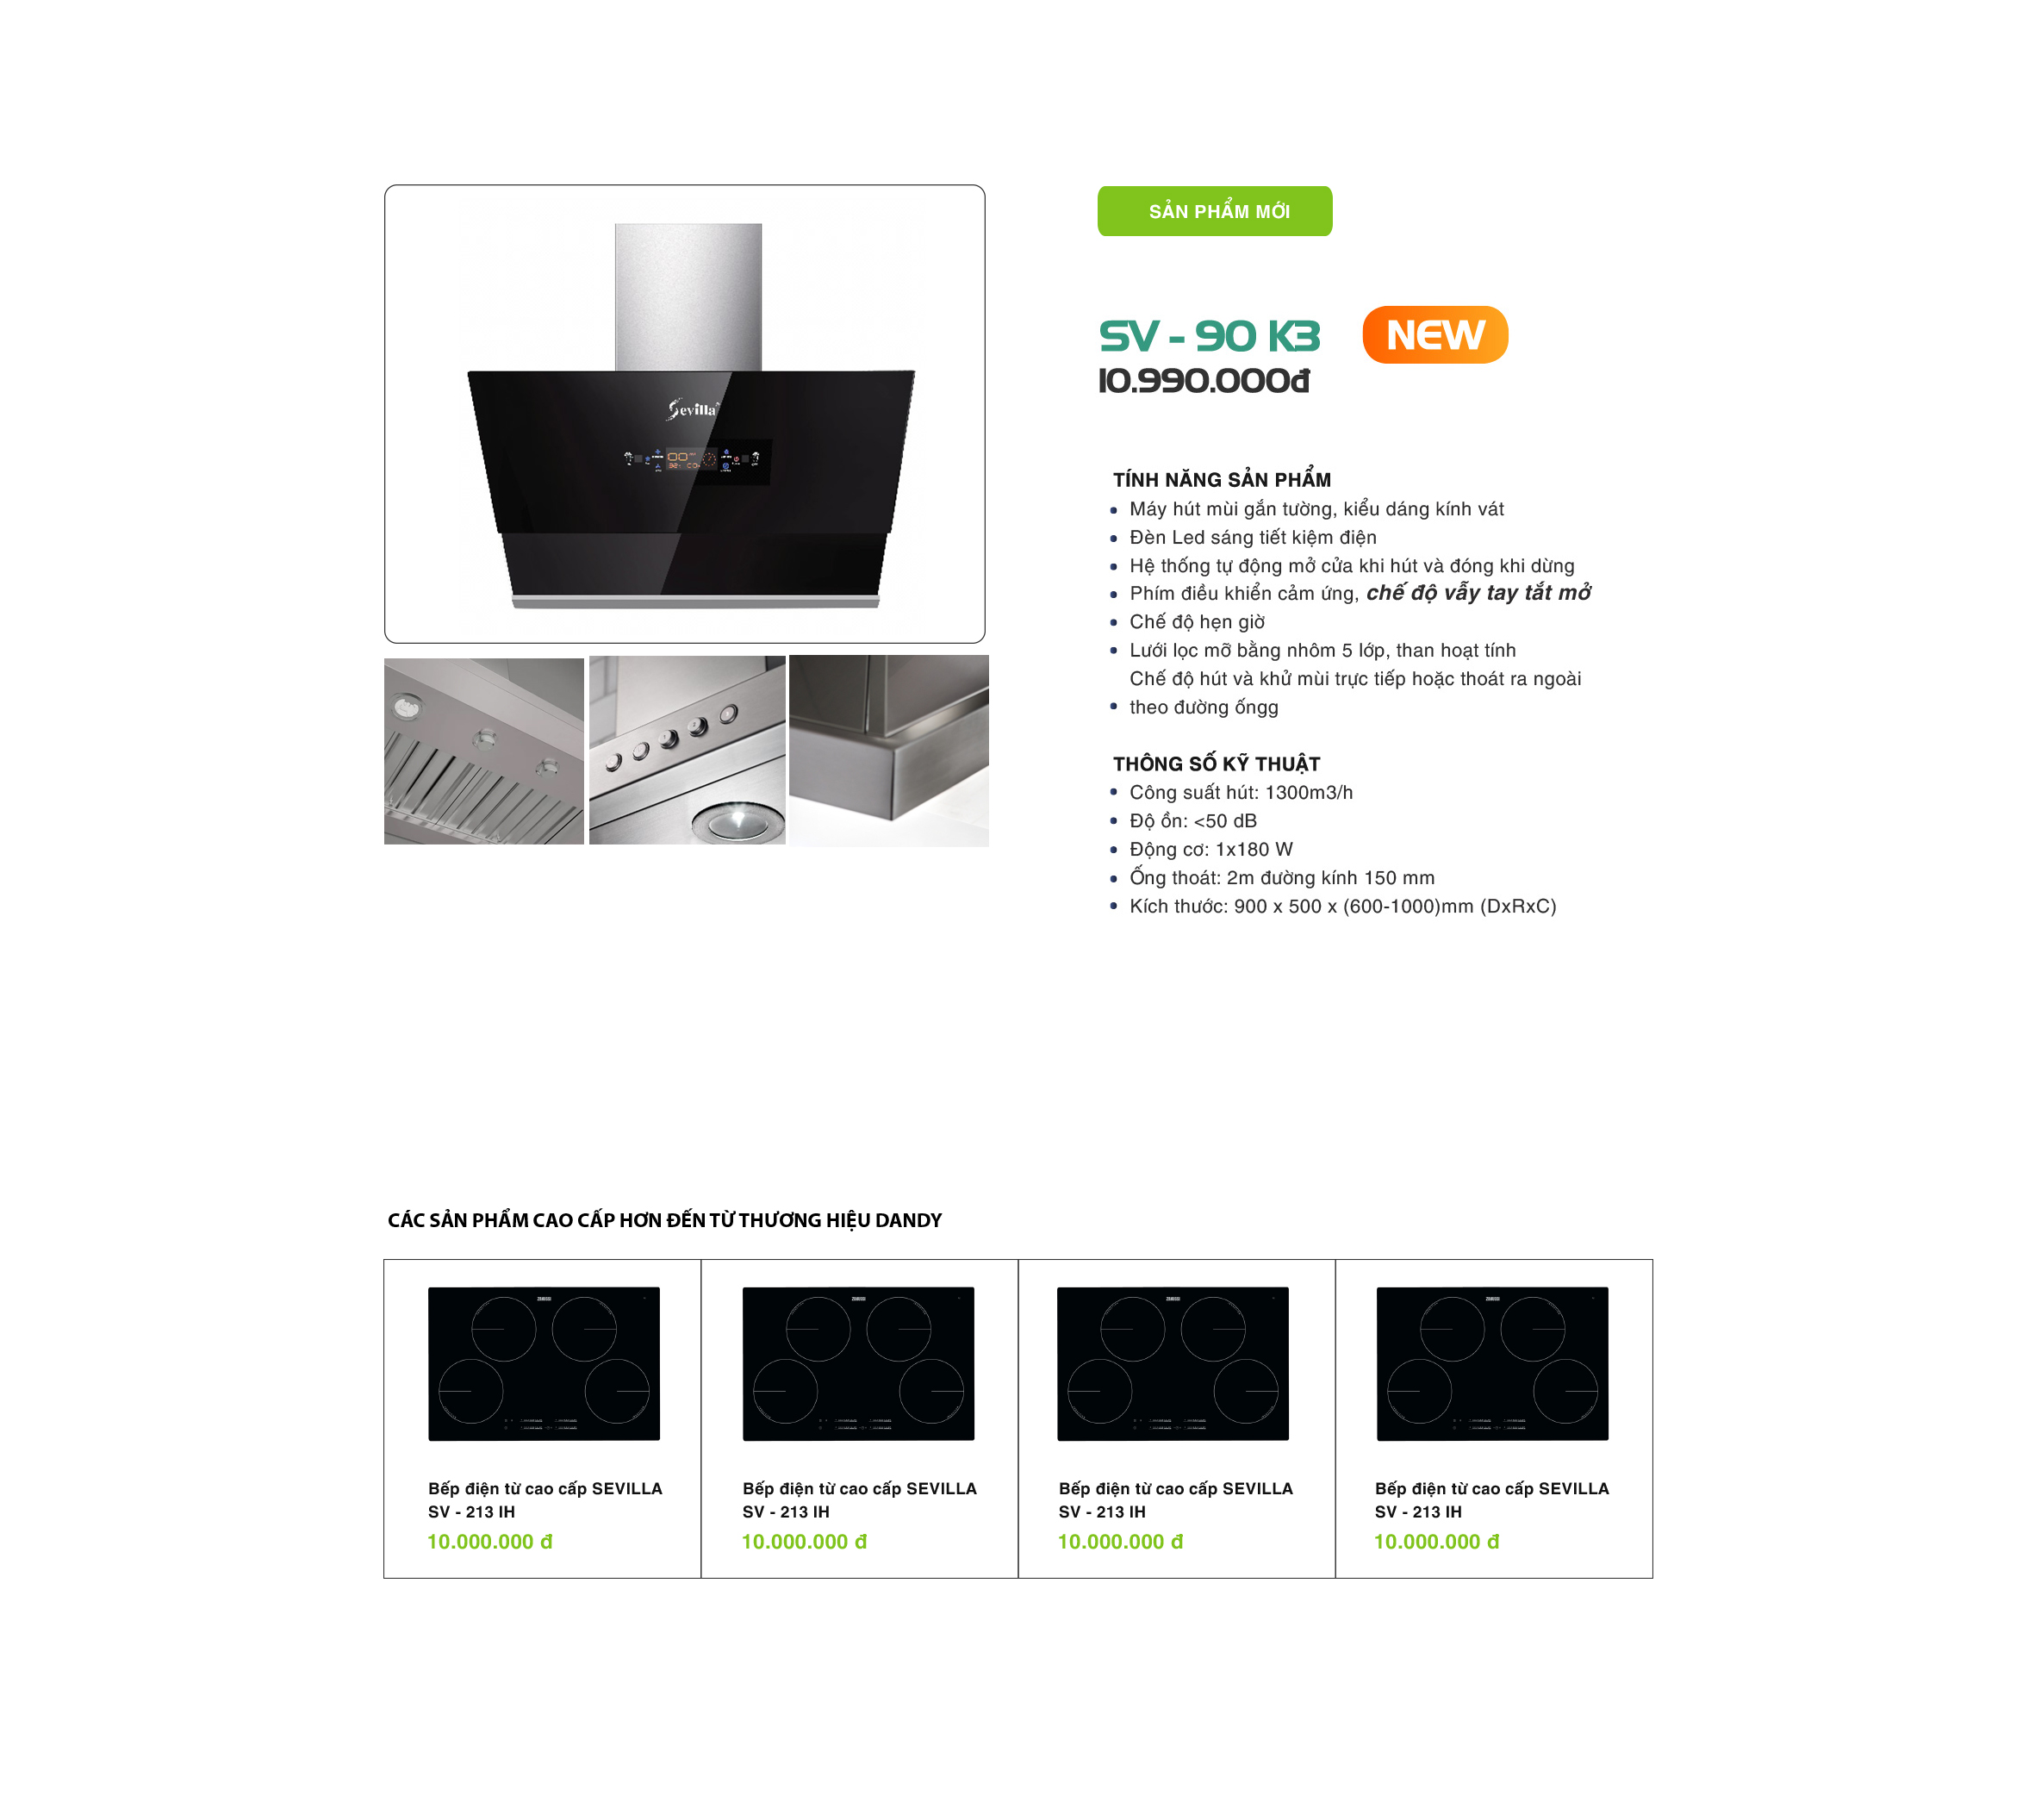 SẢN PHẨM MỚI
SV - 90 K3
NEW
10.990.000đ
Sevilla
TÍNH NĂNG SẢN PHẨM
Máy hút mùi gắn tường, kiểu dáng kính vát
Đèn Led sáng tiết kiệm điện
Hệ thống tự động mở cửa khi hút và đóng khi dừng
Phím điều khiển cảm ứng, chế độ vẫy tay tắt mở
Chế độ hẹn giờ
Lưới lọc mỡ bằng nhôm 5 lớp, than hoạt tính
Chế độ hút và khử mùi trực tiếp hoặc thoát ra ngoài
theo đường ốngg
THÔNG SỐ KỸ THUẬT
Công suất hút: 1300m3/h
Độ ồn: <50 dB
Động cơ: 1x180 W
Ống thoát: 2m đường kính 150 mm
Kích thước: 900 x 500 x (600-1000)mm (DxRxC)
CÁC SẢN PHẨM CAO CẤP HƠN ĐẾN TỪ THƯƠNG HIỆU DANDY
Bếp điện từ cao cấp SEVILLA
SV - 213 IH
10.000.000 đ
Bếp điện từ cao cấp SEVILLA
SV - 213 IH
10.000.000 đ
Bếp điện từ cao cấp SEVILLA
SV - 213 IH
10.000.000 đ
Bếp điện từ cao cấp SEVILLA
SV - 213 IH
10.000.000 đ